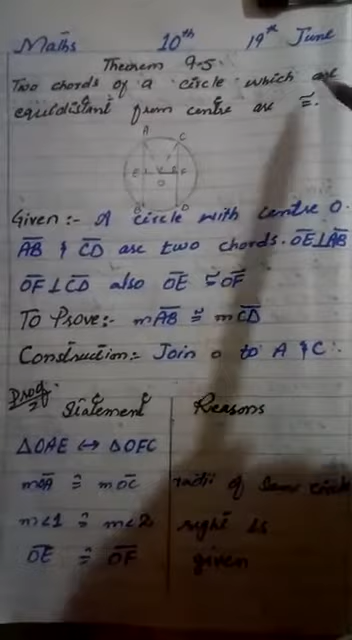 Maths 10th 19th June
Theorem 9.5
Two chords of a circle which are
equidistant from centre are ≅.
A C
E F
O
B D
Given:- A circle with centre O.
AB & CD are two chords. OE⊥AB
OF⊥CD also OE ≅ OF
To Prove:- mAB ≅ mCD
Construction:- Join O to A & C.
Proof:-
Statement Reasons
ΔOAE ↔ ΔOFC
mOA ≅ mOC radii of same circle
m<1 ≅ m<2 right ∠s
OE ≅ OF given